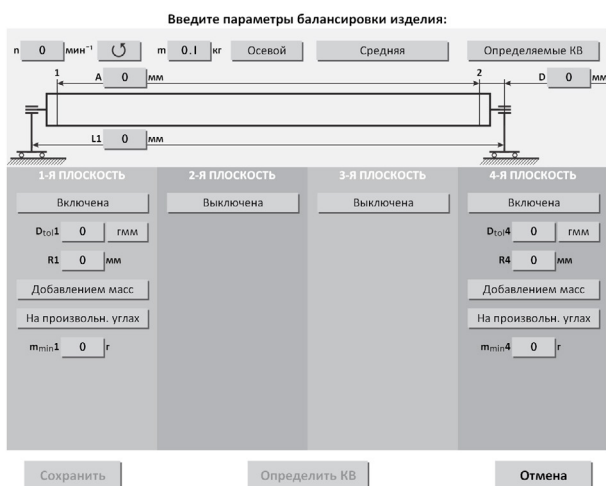 Введите параметры балансировки изделия:
n 0 мин⁻¹ m 0.1 кг Осевой Средняя Определяемые КВ
1 A 0 мм 2 D 0 мм
L1 0 мм
1-Я ПЛОСКОСТЬ 2-Я ПЛОСКОСТЬ 3-Я ПЛОСКОСТЬ 4-Я ПЛОСКОСТЬ
Включена Выключена Выключена Включена
Dtol1 0 гмм Dtol4 0 гмм
R1 0 мм R4 0 мм
Добавлением масс Добавлением масс
На произвольн. углах На произвольн. углах
mmin1 0 г mmin4 0 г
Сохранить Определить КВ Отмена